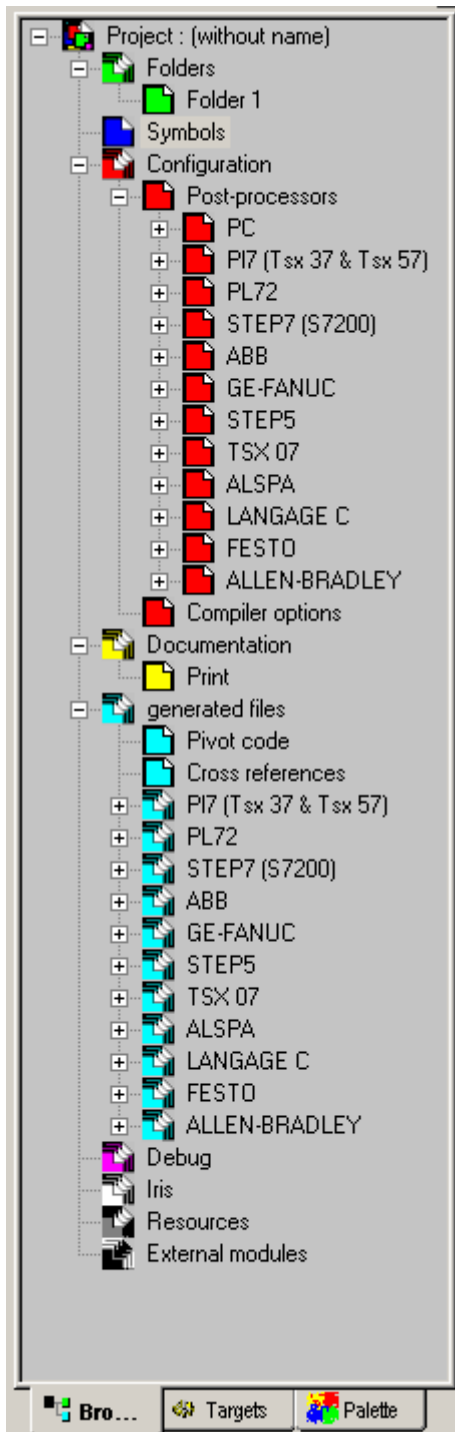 Project : (without name)
Folders
Folder 1
Symbols
Configuration
Post-processors
PC
PI7 (Tsx 37 & Tsx 57)
PL72
STEP7 (S7200)
ABB
GE-FANUC
STEP5
TSX 07
ALSPA
LANGAGE C
FESTO
ALLEN-BRADLEY
Compiler options
Documentation
Print
generated files
Pivot code
Cross references
PI7 (Tsx 37 & Tsx 57)
PL72
STEP7 (S7200)
ABB
GE-FANUC
STEP5
TSX 07
ALSPA
LANGAGE C
FESTO
ALLEN-BRADLEY
Debug
Iris
Resources
External modules
Bro... Targets Palette